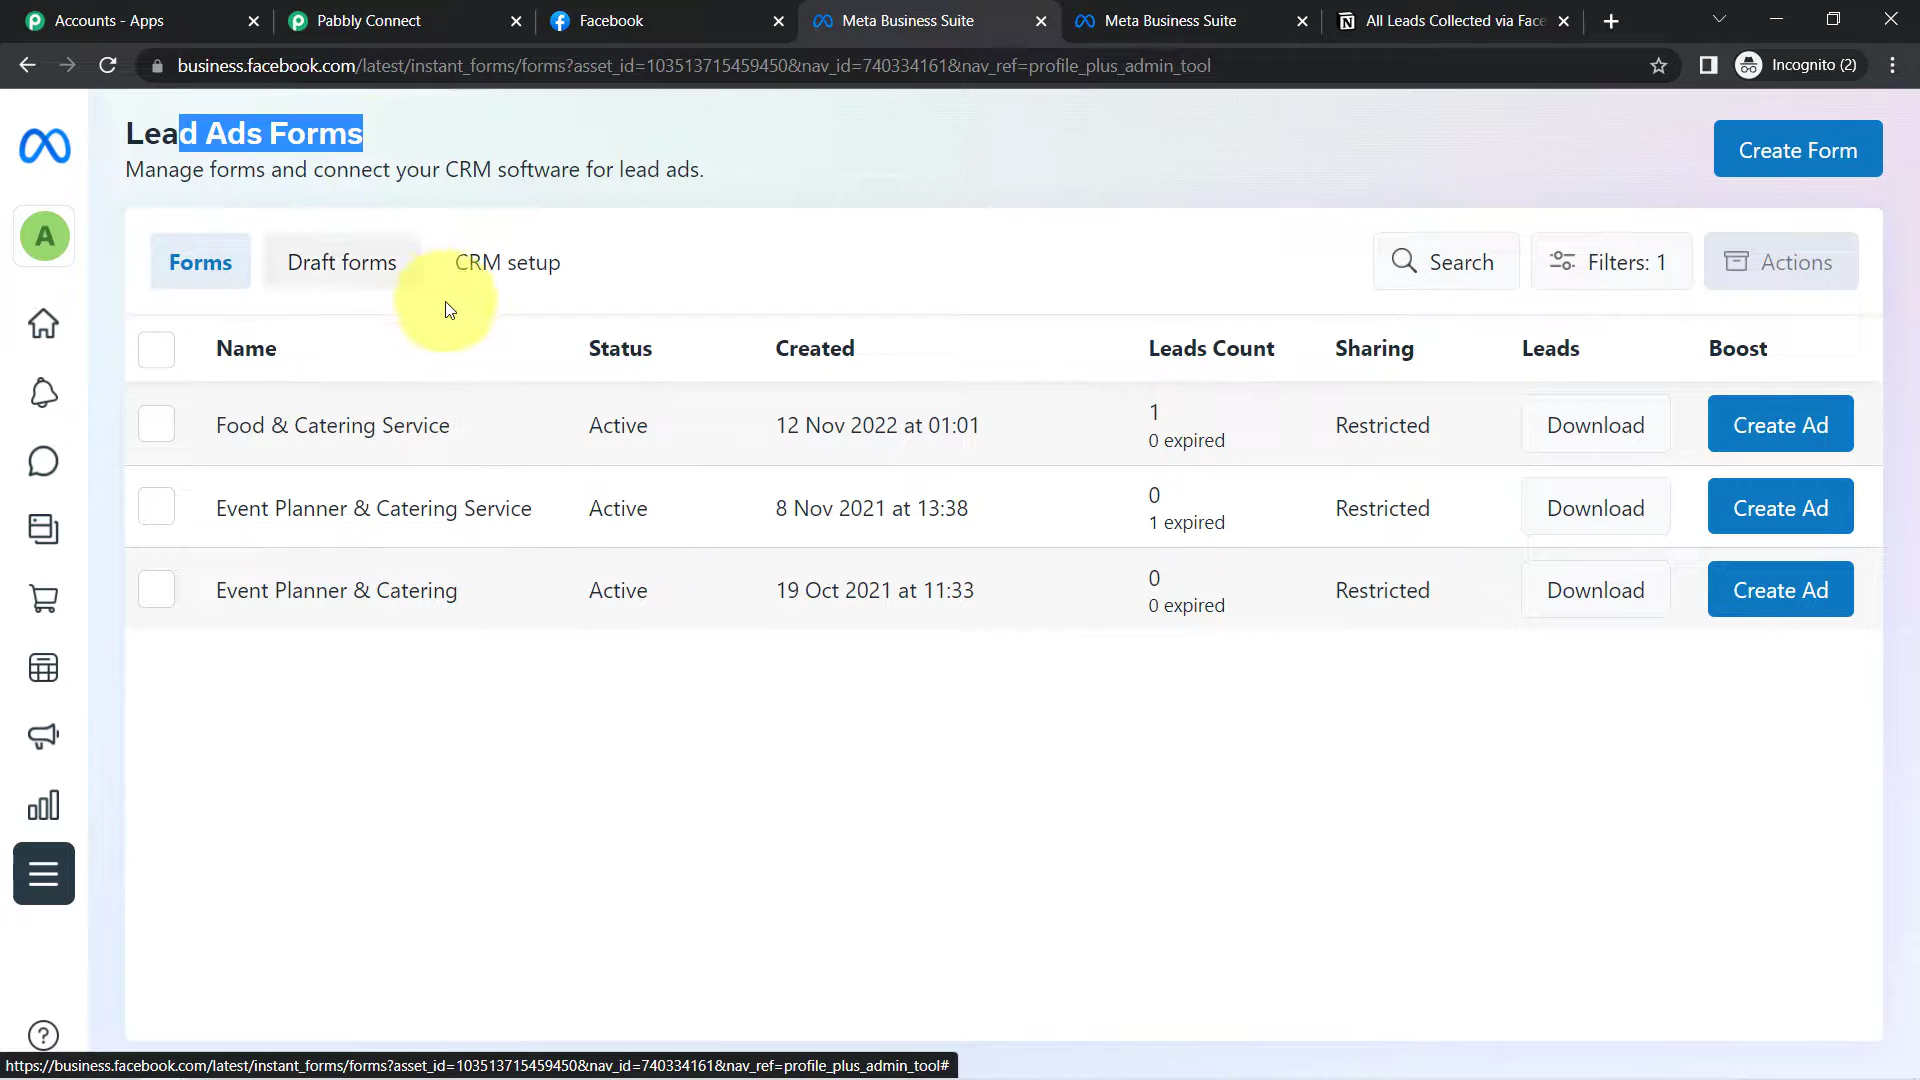 Accounts - Apps
Pabbly Connect
Facebook
Meta Business Suite
Meta Business Suite
All Leads Collected via Face
business.facebook.com/latest/instant_forms/forms?asset_id=103513715459450&nav_id=740334161&nav_ref=profile_plus_admin_tool
Incognito (2)
Lead Ads Forms
Manage forms and connect your CRM software for lead ads.
Create Form
A
Forms Draft forms CRM setup
Search Filters: 1 Actions
Name Status Created Leads Count Sharing Leads Boost
Food & Catering Service Active 12 Nov 2022 at 01:01 1 Restricted Download Create Ad
0 expired
Event Planner & Catering Service Active 8 Nov 2021 at 13:38 0 Restricted Download Create Ad
1 expired
Event Planner & Catering Active 19 Oct 2021 at 11:33 0 Restricted Download Create Ad
0 expired
https://business.facebook.com/latest/instant_forms/forms?asset_id=103513715459450&nav_id=740334161&nav_ref=profile_plus_admin_tool#